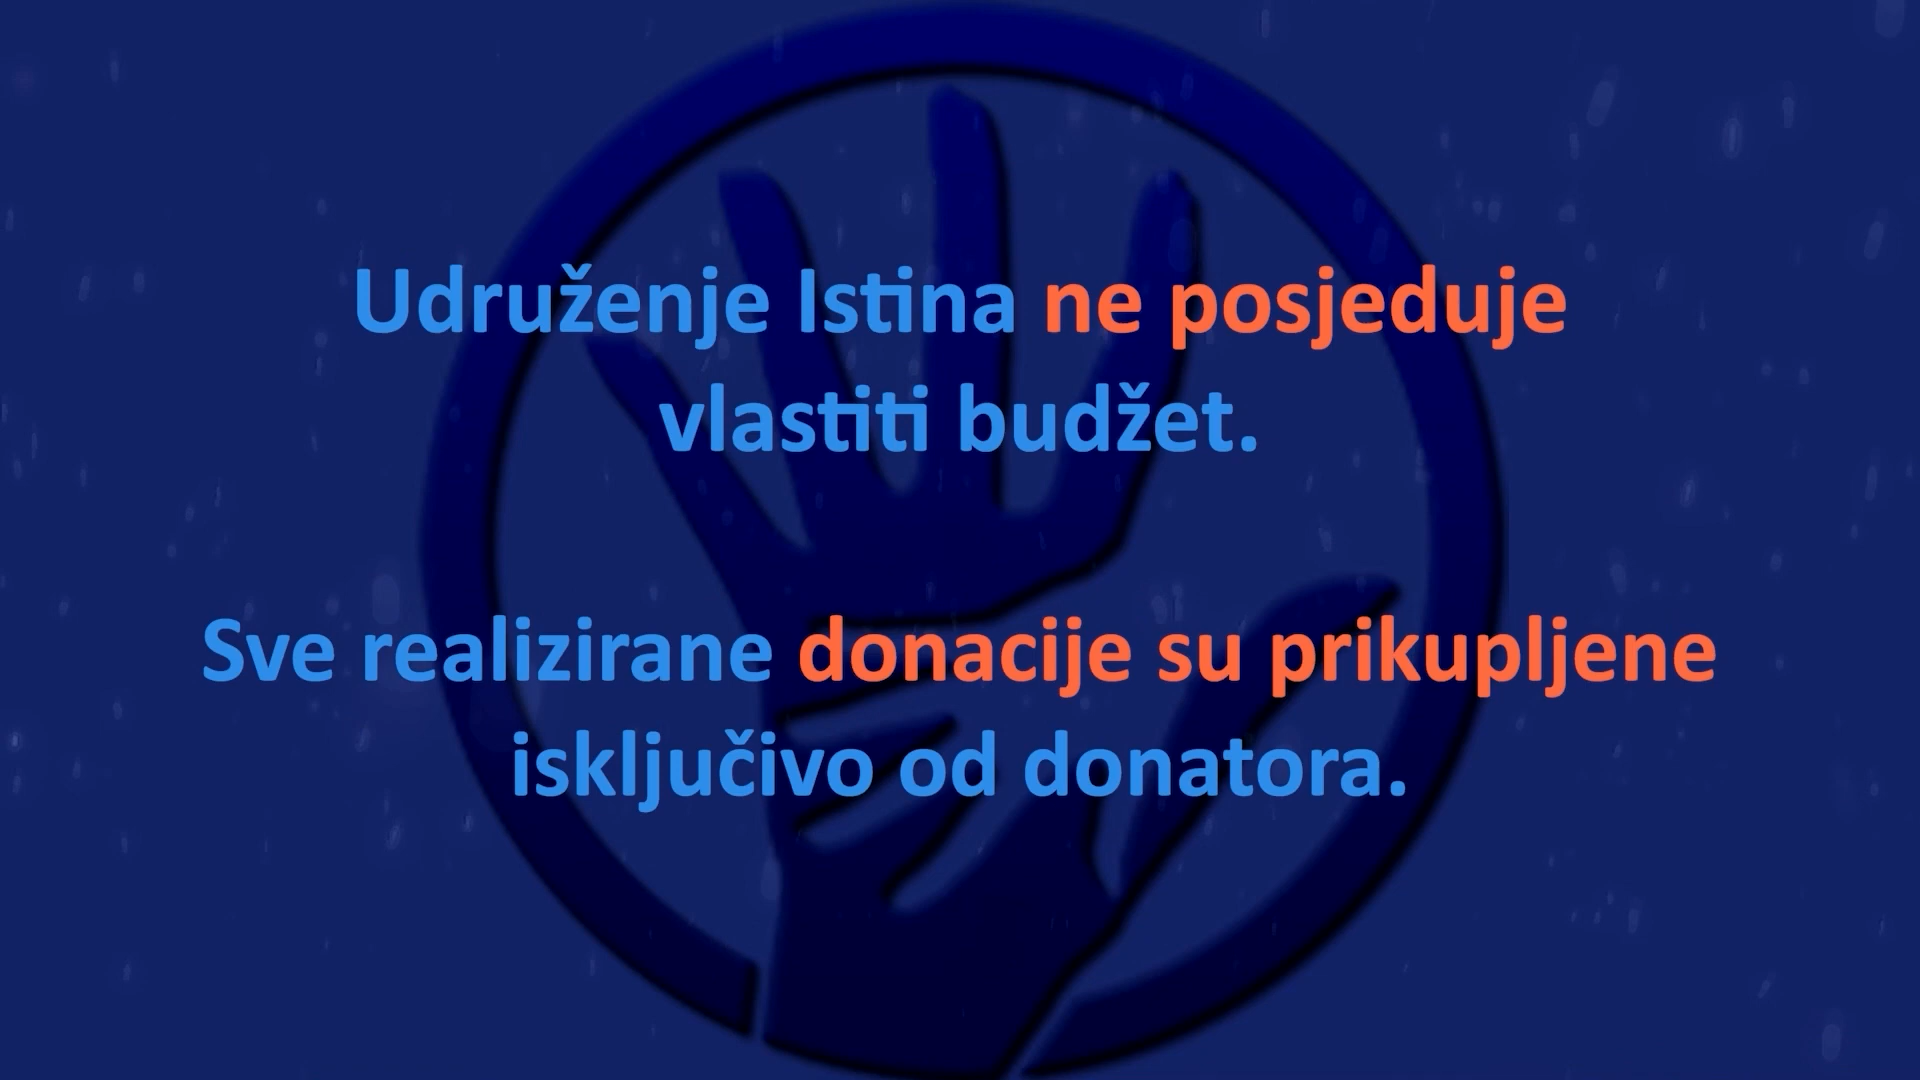 Udruženje Istina ne posjeduje
vlastiti budžet.
Sve realizirane donacije su prikupljene
isključivo od donatora.